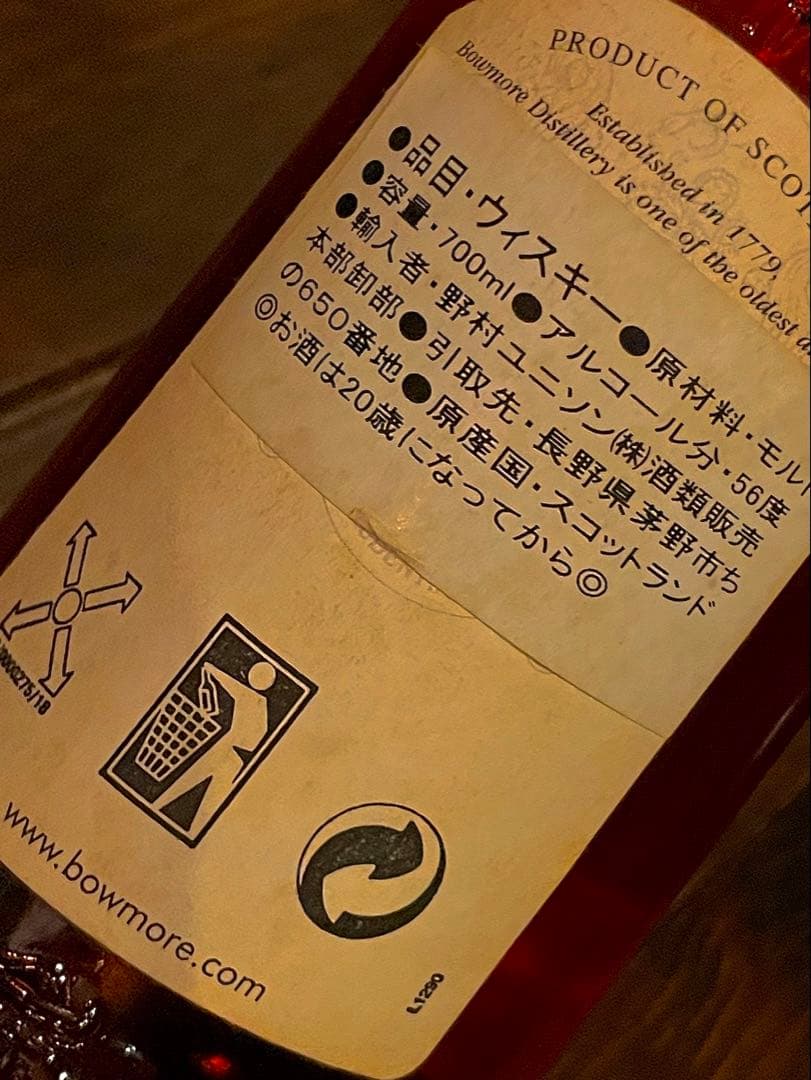 PRODUCT OF SCOT
Established in 1779,
Bowmore Distillery is one of the oldest
●品目・ウィスキー●原材料・モルト
●容量・700ml●アルコール分・56度
●輸入者・野村ユニソン㈱酒類販売
本部卸部●引取先・長野県茅野市ち
の650番地●原産国・スコットランド
◎お酒は20歳になってから◎
0000275/18
www.bowmore.com
L1290